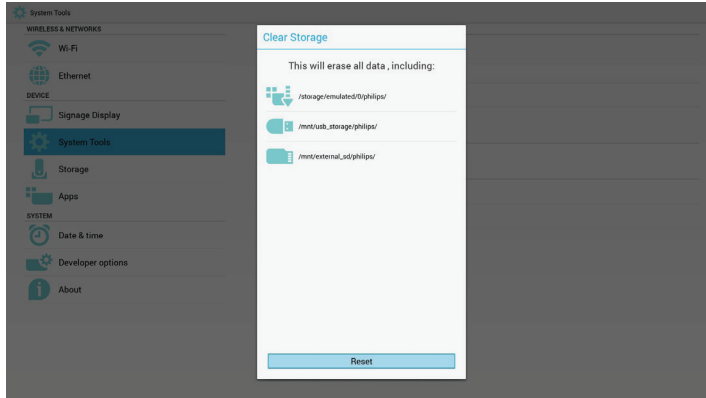 System Tools
WIRELESS & NETWORKS
Wi-Fi
Ethernet
DEVICE
Signage Display
System Tools
Storage
Apps
SYSTEM
Date & time
Developer options
About
Clear Storage
This will erase all data , including:
/storage/emulated/0/philips/
/mnt/usb_storage/philips/
/mnt/external_sd/philips/
Reset